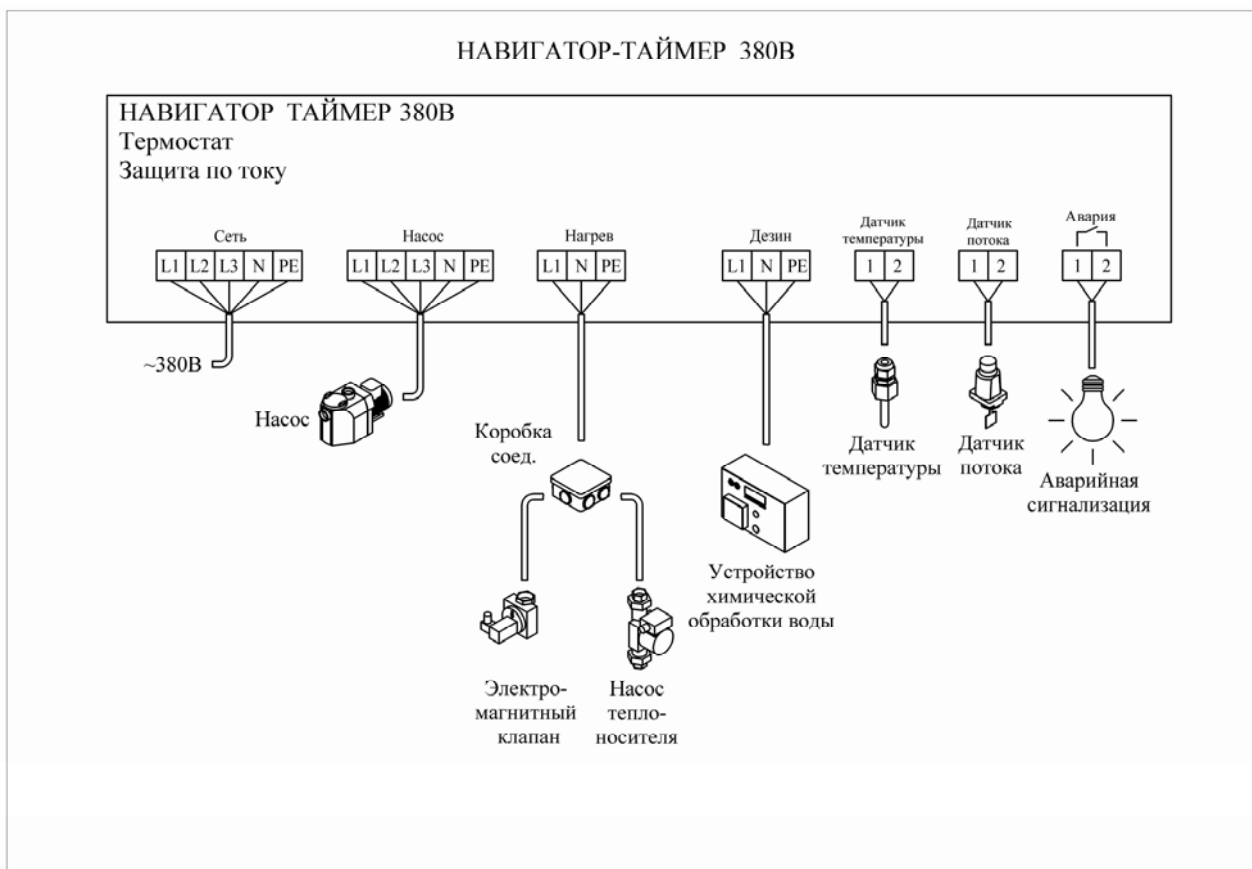 НАВИГАТОР-ТАЙМЕР 380В
НАВИГАТОР ТАЙМЕР 380В
Термостат
Защита по току
Сеть
L1 L2 L3 N PE
Насос
L1 L2 L3 N PE
Нагрев
L1 N PE
Дезин
L1 N PE
Датчик
температуры
1 2
Датчик
потока
1 2
Авария
1 2
~380В
Насос
Коробка
соед.
Электро-
магнитный
клапан
Насос
тепло-
носителя
Устройство
химической
обработки воды
Датчик
температуры
Датчик
потока
Аварийная
сигнализация